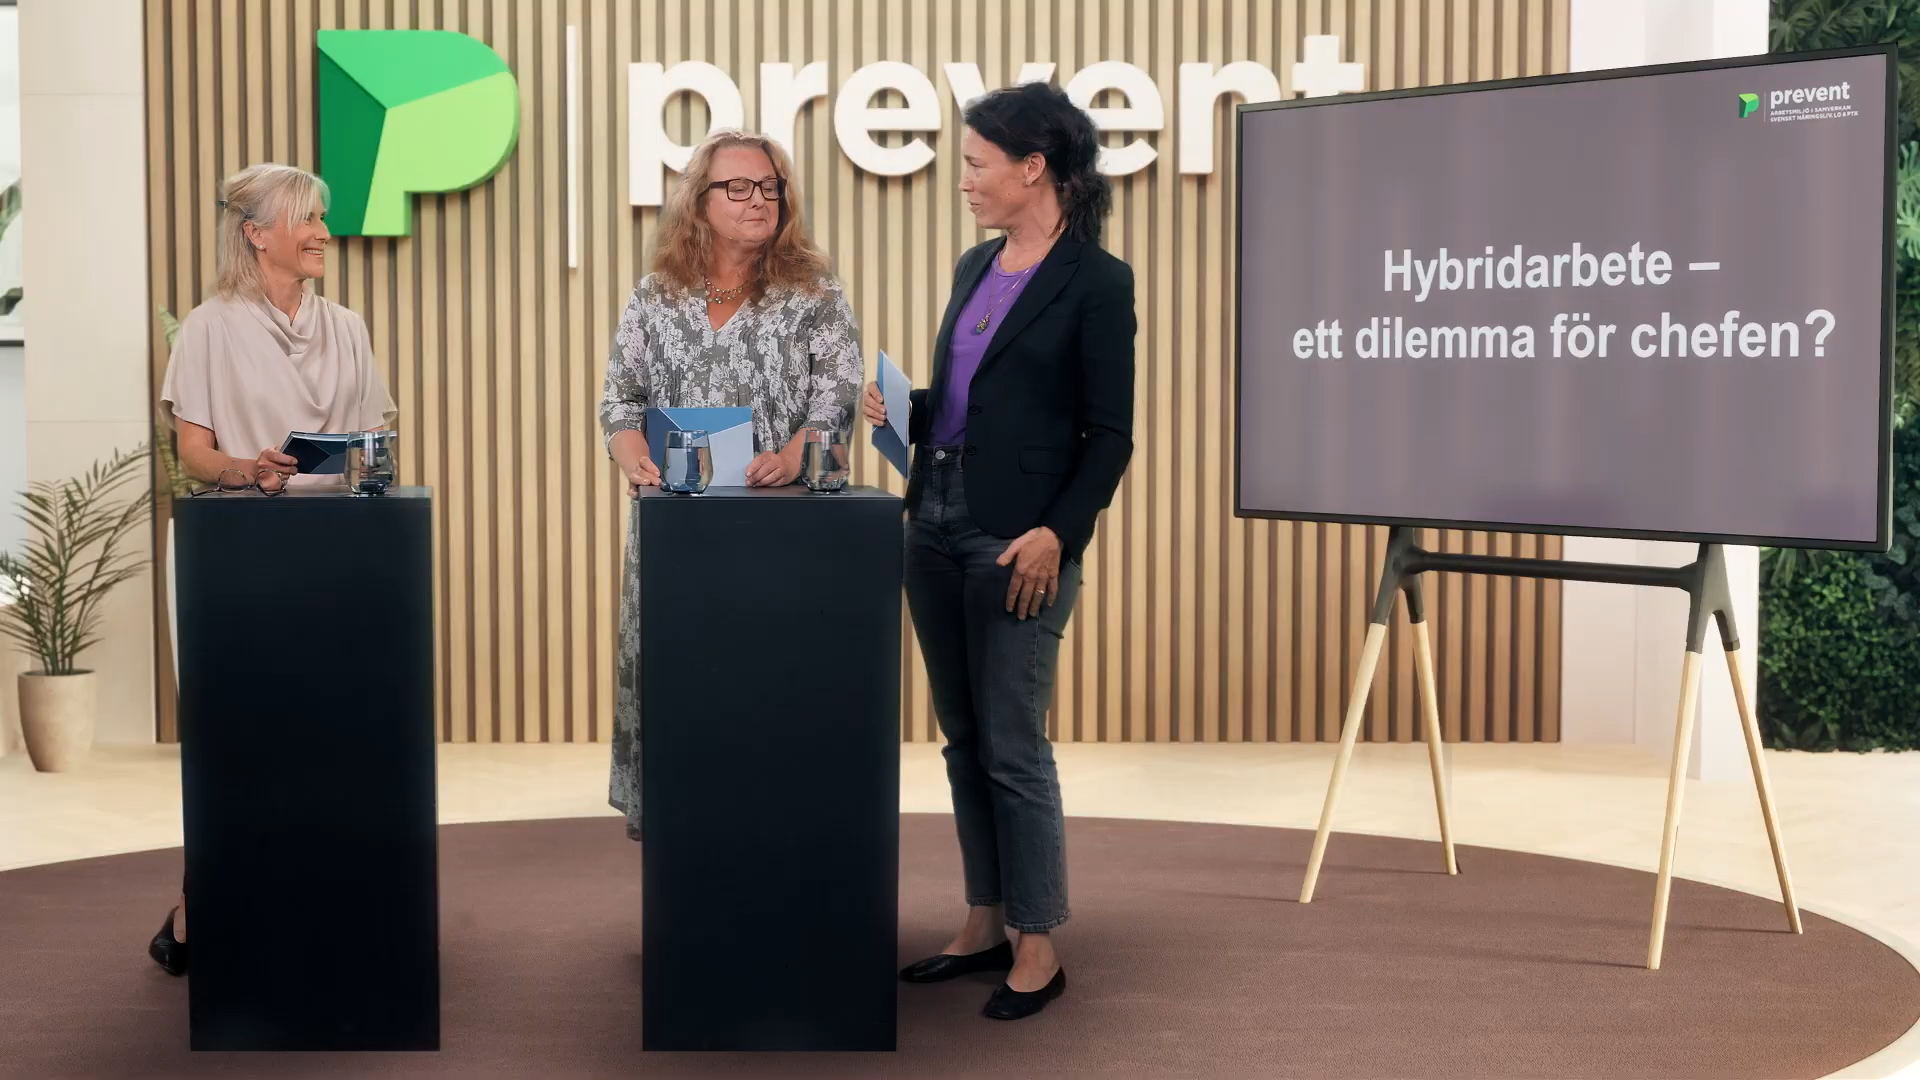 prevent
prevent
ARBETSMILJÖ I SAMVERKAN
SVENSKT NÄRINGSLIV, LO & PTK
Hybridarbete –
ett dilemma för chefen?